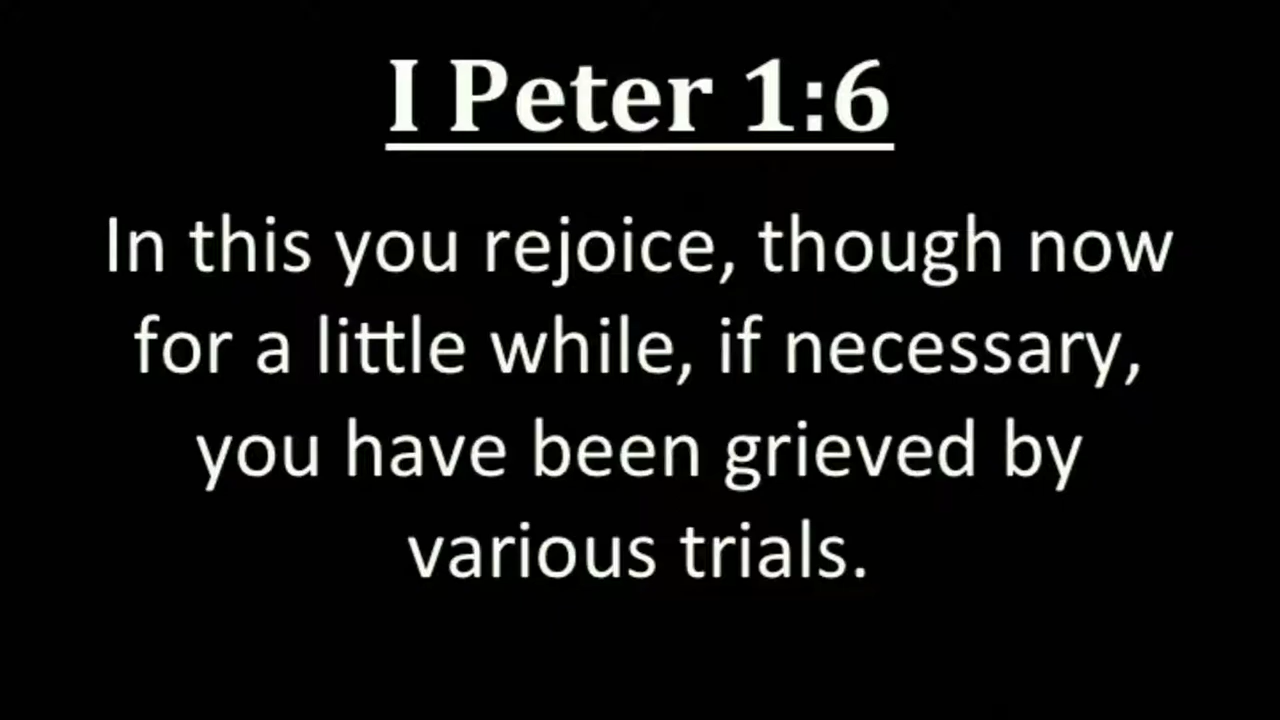 I Peter 1:6
In this you rejoice, though now
for a little while, if necessary,
you have been grieved by
various trials.